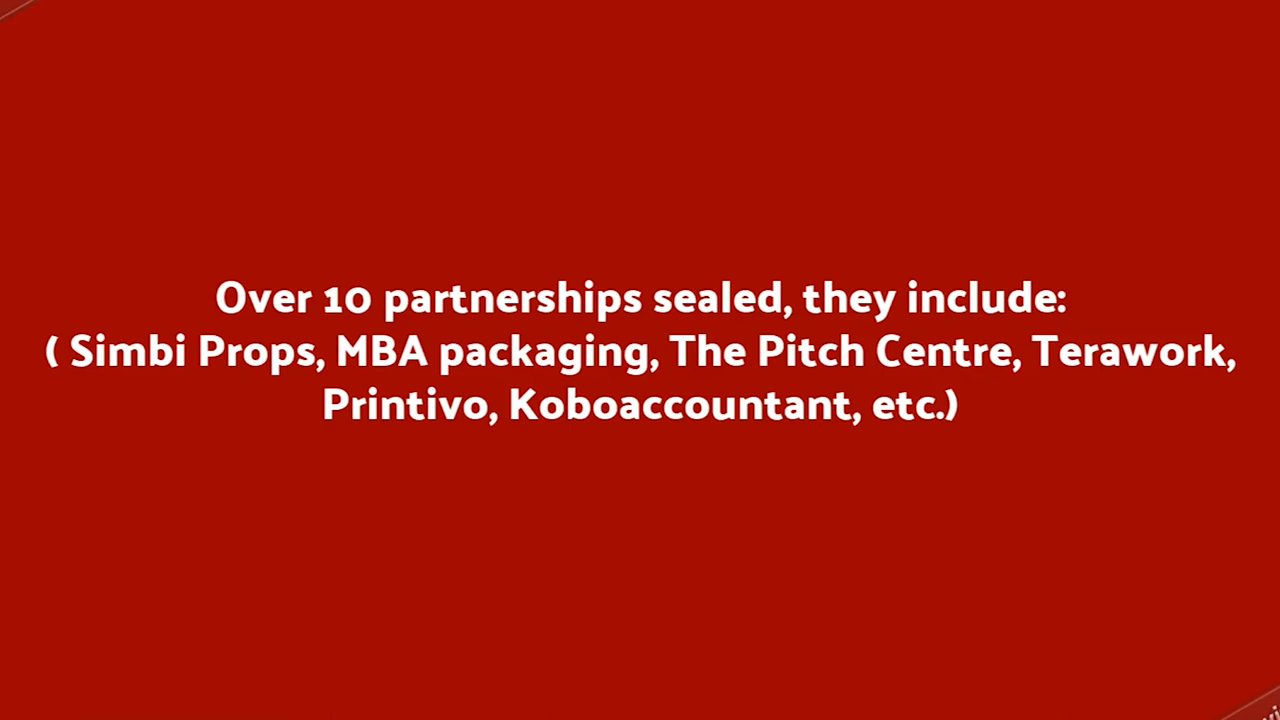 Over 10 partnerships sealed, they include:
( Simbi Props, MBA packaging, The Pitch Centre, Terawork,
Printivo, Koboaccountant, etc.)